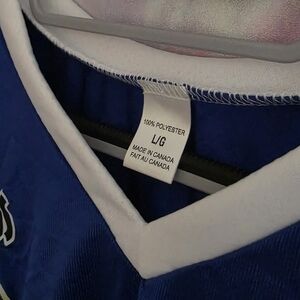 100% POLYESTER
L/G
MADE IN CANADA
FAIT AU CANADA